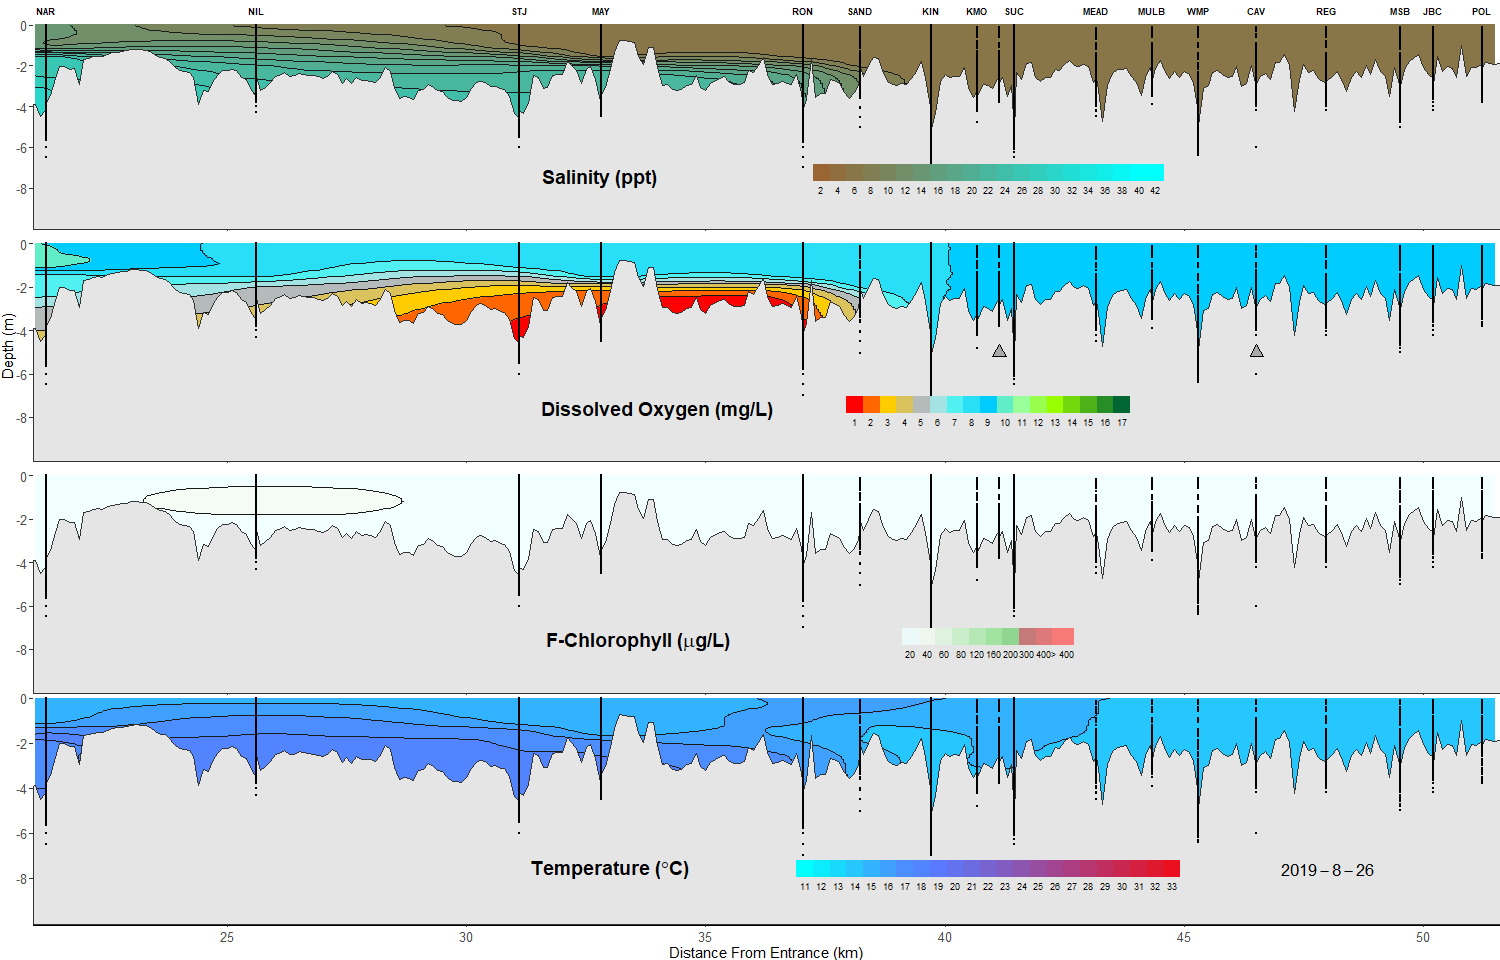 NAR NIL STJ MAY RON SAND KIN KMO SUC MEAD MULB WMP CAV REG MSB JBC POL
0
-2
-4
-6
-8
Salinity (ppt)
2 4 6 8 10 12 14 16 18 20 22 24 26 28 30 32 34 36 38 40 42
0
-2
-4
-6
-8
Depth (m)
Dissolved Oxygen (mg/L)
1 2 3 4 5 6 7 8 9 10 11 12 13 14 15 16 17
0
-2
-4
-6
-8
F-Chlorophyll (μg/L)
20 40 60 80 120 160 200 300 400> 400
0
-2
-4
-6
-8
Temperature (°C)
11 12 13 14 15 16 17 18 19 20 21 22 23 24 25 26 27 28 29 30 31 32 33
2019-8-26
25 30 35 40 45 50
Distance From Entrance (km)